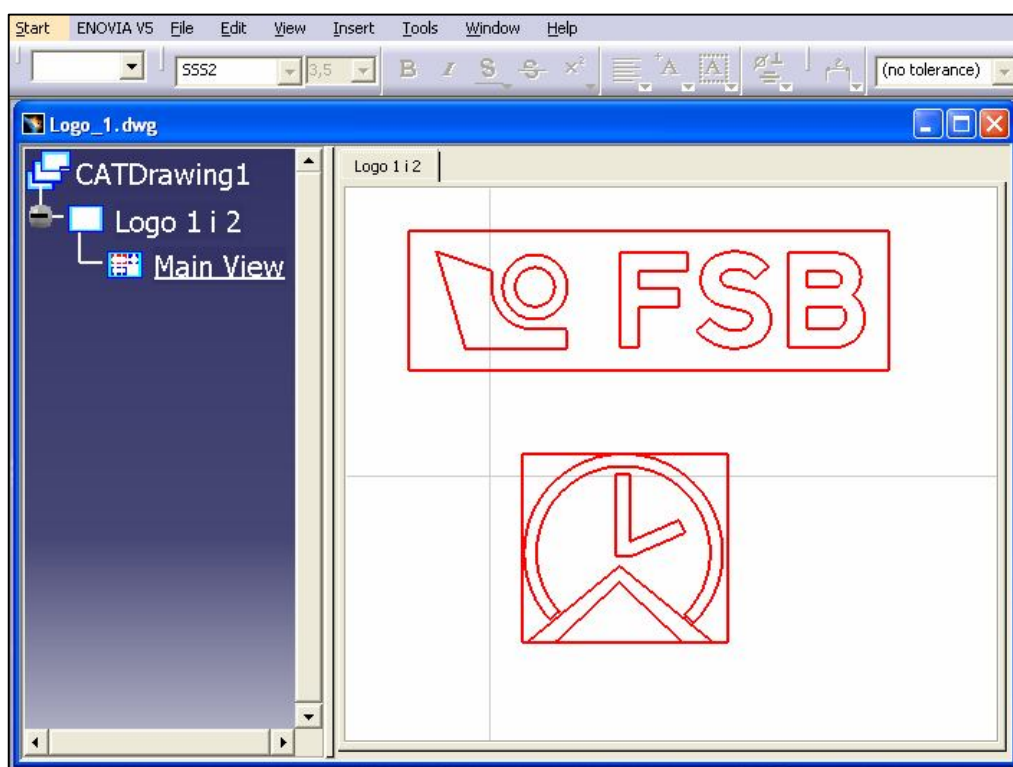 Start ENOVIA V5 File Edit View Insert Tools Window Help
SSS2 3,5 B I S S x² A A (no tolerance)
Logo_1.dwg
CATDrawing1
Logo 1 i 2
Main View
Logo 1 i 2
FSB